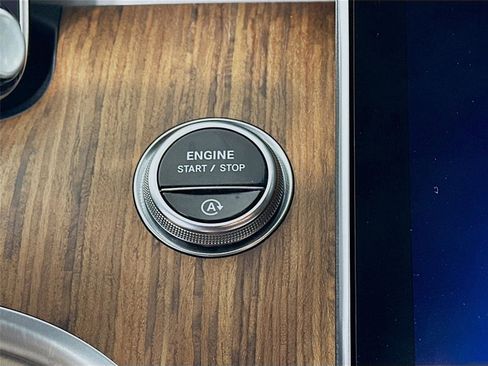 ENGINE
START / STOP
A